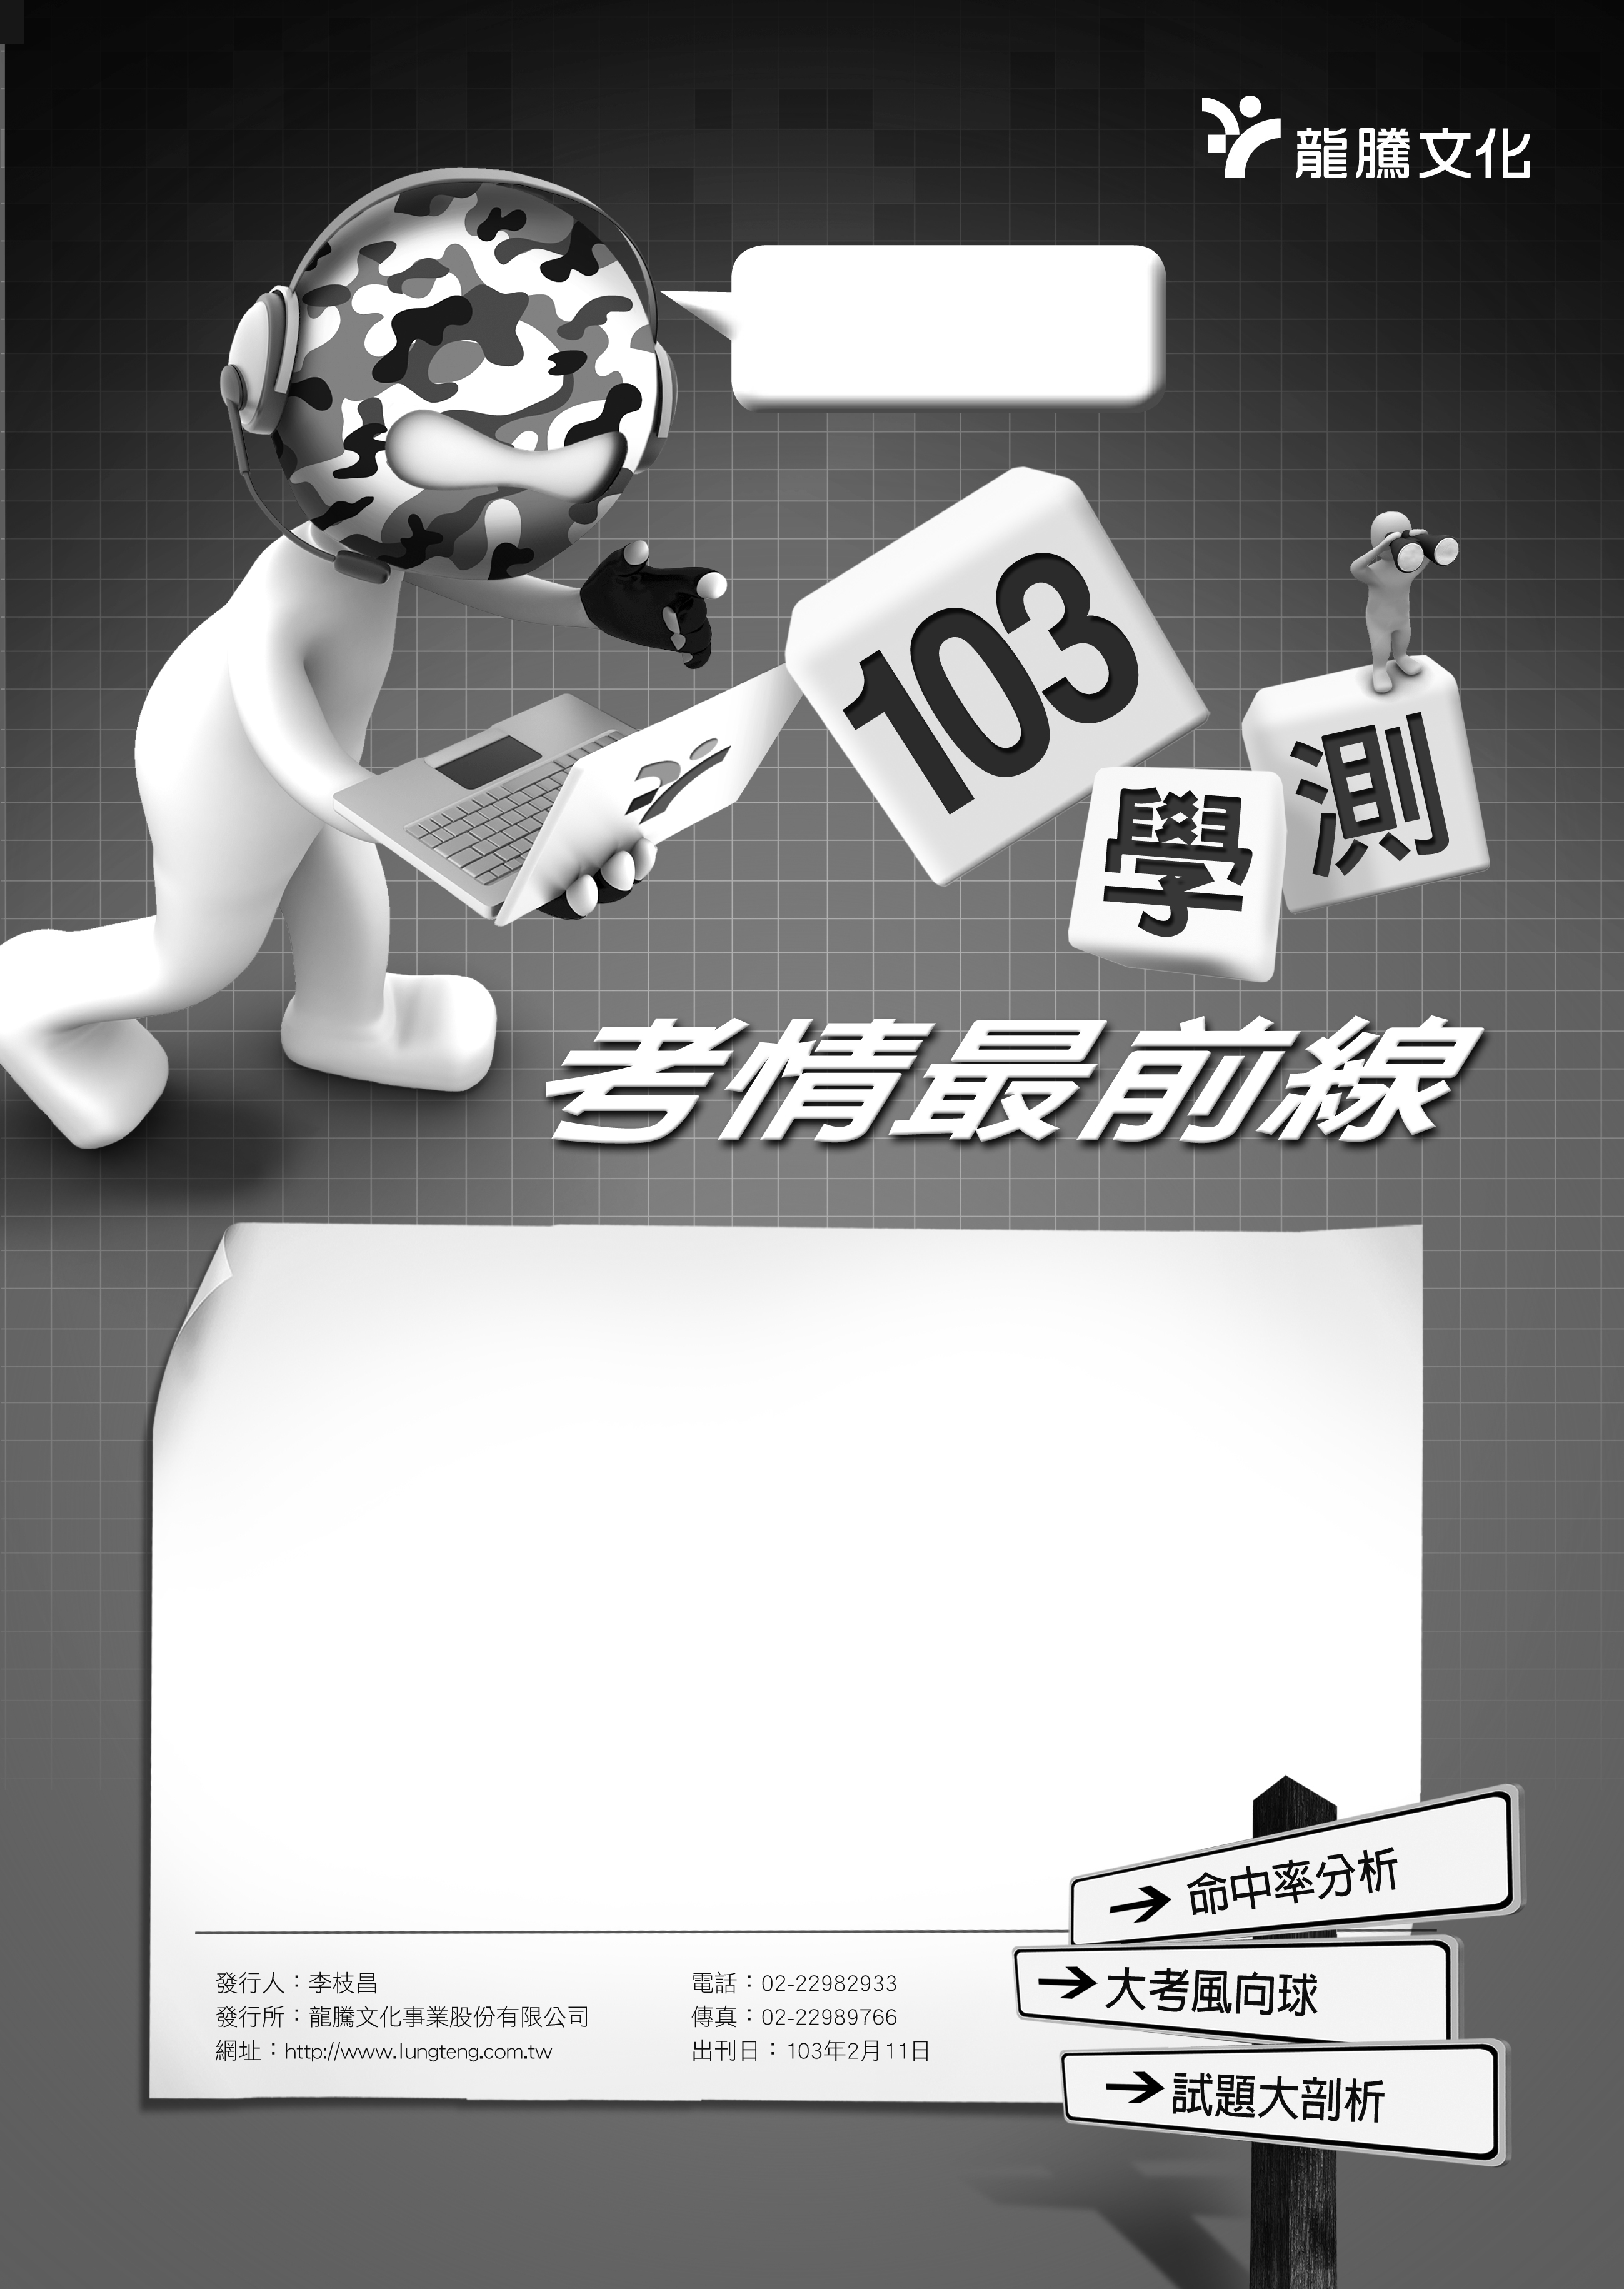 龍騰文化
103
學測
考情最前線
命中率分析
大考風向球
試題大剖析
發行人：李枝昌
發行所：龍騰文化事業股份有限公司
網址：http://www.lungteng.com.tw
電話：02-22982933
傳真：02-22989766
出刊日：103年2月11日